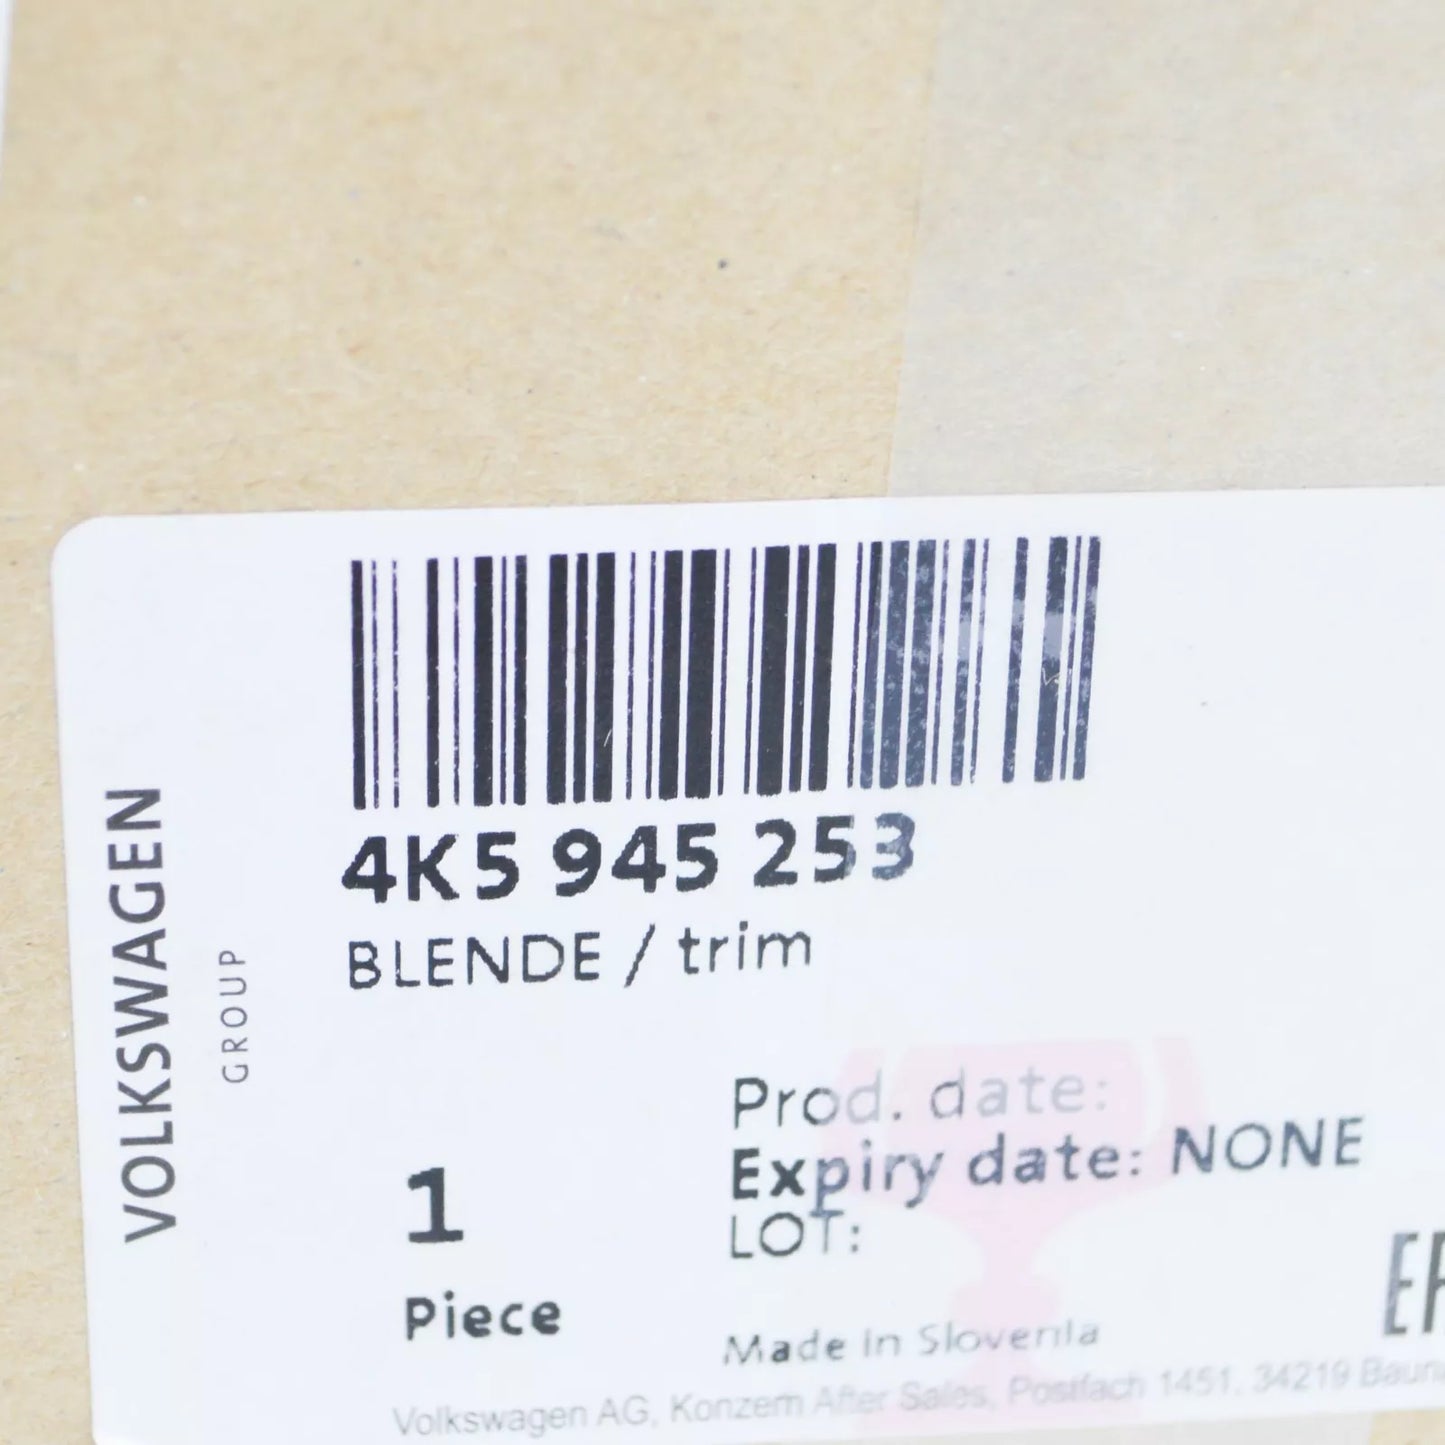 VOLKSWAGEN
GROUP
4K5 945 253
BLENDE / trim
1
Piece
Prod. date:
Expiry date: NONE
LOT:
Made in Slovenia
Volkswagen AG, Konzern After Sales, Postfach 1451, 34219